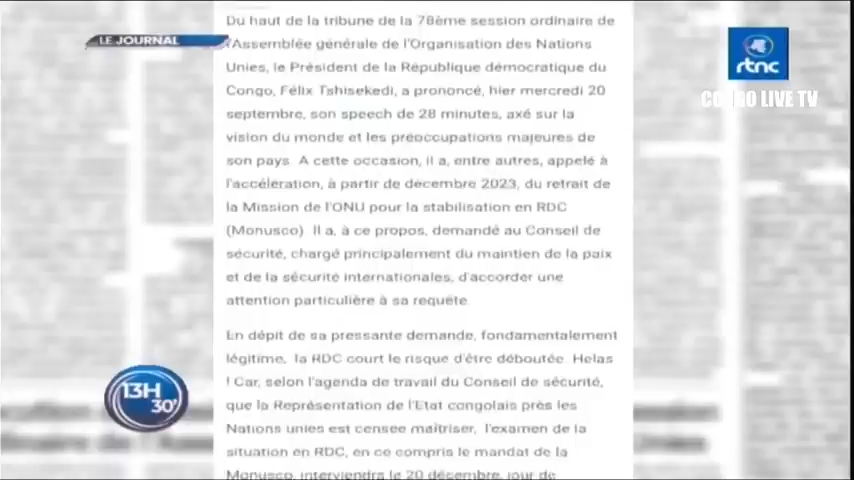 Du haut de la tribune de la 78ème session ordinaire de
LE JOURNAL
l'Assemblée générale de l'Organisation des Nations
Unies, le Président de la République démocratique du
Congo, Félix Tshisekedi, a prononcé, hier mercredi 20
septembre, son speech de 28 minutes, axé sur la
vision du monde et les préoccupations majeures de
son pays. A cette occasion, il a, entre autres, appelé à
l'accélération, à partir de décembre 2023, du retrait de
la Mission de l'ONU pour la stabilisation en RDC
(Monusco). Il a, à ce propos, demandé au Conseil de
sécurité, chargé principalement du maintien de la paix
et de la sécurité internationales, d'accorder une
attention particulière à sa requête.
En dépit de sa pressante demande, fondamentalement
légitime, la RDC court le risque d'être déboutée. Helas
! Car, selon l'agenda de travail du Conseil de sécurité,
que la Représentation de l'Etat congolais près les
Nations unies est censée maîtriser, l'examen de la
situation en RDC, en ce compris le mandat de la
Monusco, interviendra le 20 décembre, jour de
rtnc
CONGO LIVE TV
13H
30'